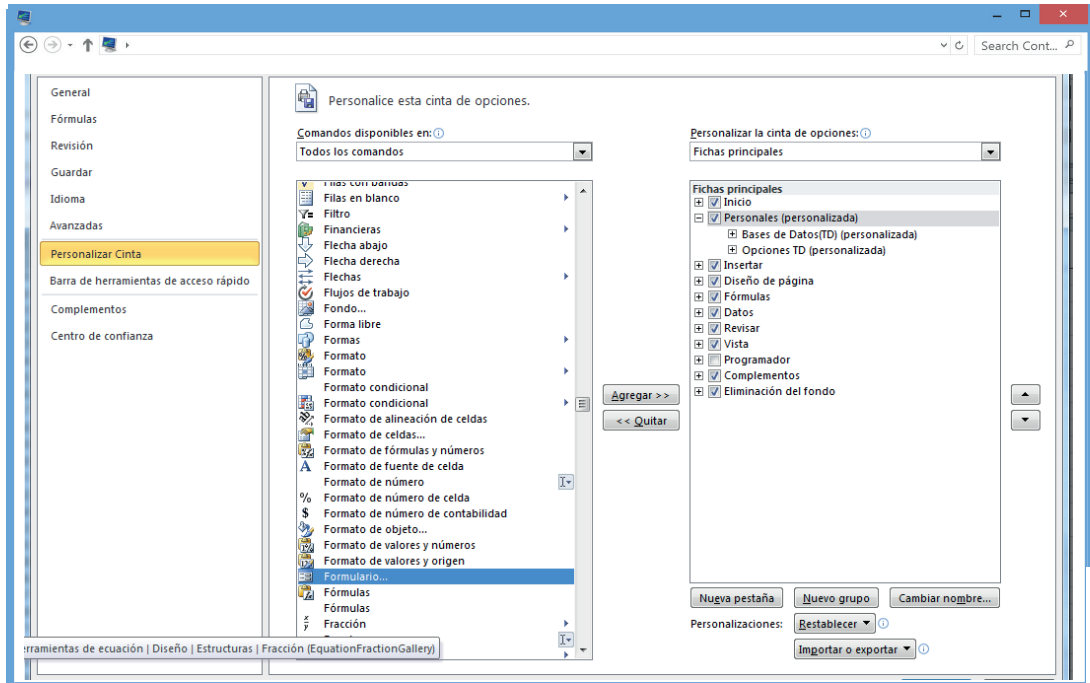 Search Cont...
General
Fórmulas
Revisión
Guardar
Idioma
Avanzadas
Personalizar Cinta
Barra de herramientas de acceso rápido
Complementos
Centro de confianza
Personalice esta cinta de opciones.
Comandos disponibles en:
Todos los comandos
Filas con bandas
Filas en blanco
Filtro
Financieras
Flecha abajo
Flecha derecha
Flechas
Flujos de trabajo
Fondo...
Forma libre
Formas
Formato
Formato
Formato condicional
Formato condicional
Formato de alineación de celdas
Formato de celdas...
Formato de fórmulas y números
Formato de fuente de celda
Formato de número
Formato de número de celda
Formato de número de contabilidad
Formato de objeto...
Formato de valores y números
Formato de valores y origen
Formulario...
Fórmulas
Fórmulas
Fracción
rramientas de ecuación | Diseño | Estructuras | Fracción (EquationFractionGallery)
Agregar >>
<< Quitar
Personalizar la cinta de opciones:
Fichas principales
Fichas principales
Inicio
Personales (personalizada)
Bases de Datos(TD) (personalizada)
Opciones TD (personalizada)
Insertar
Diseño de página
Fórmulas
Datos
Revisar
Vista
Programador
Complementos
Eliminación del fondo
Nueva pestaña
Nuevo grupo
Cambiar nombre...
Personalizaciones:
Restablecer
Importar o exportar